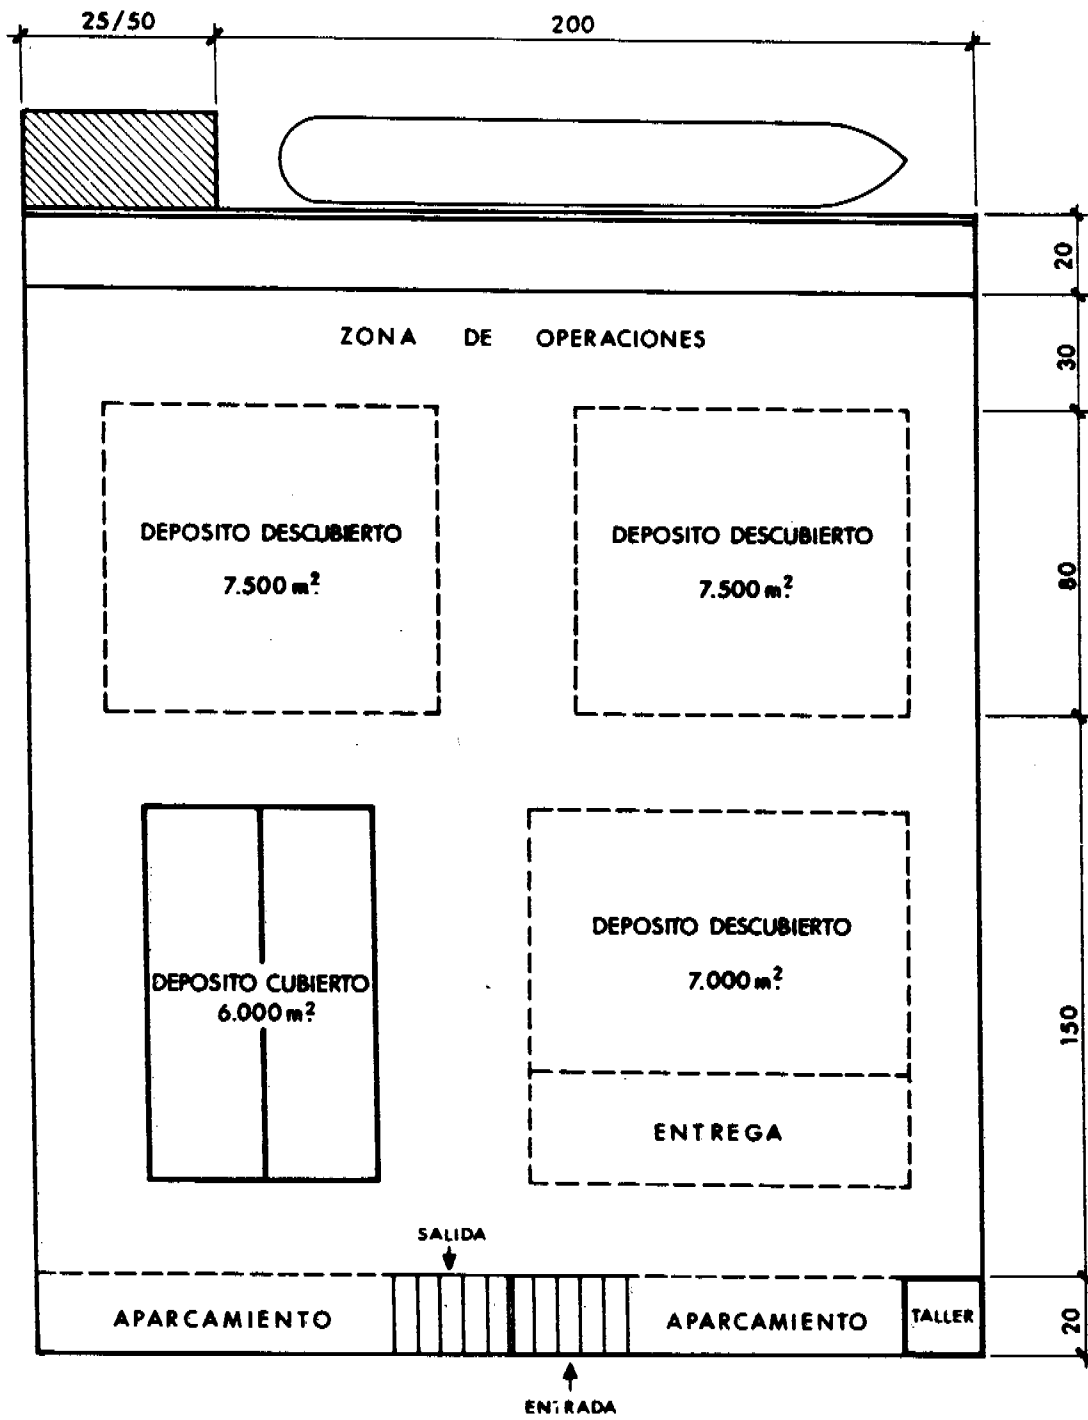 25/50
200
20
ZONA DE OPERACIONES
30
DEPOSITO DESCUBIERTO
7.500 m².
DEPOSITO DESCUBIERTO
7.500 m².
80
DEPOSITO CUBIERTO
6.000 m².
DEPOSITO DESCUBIERTO
7.000 m².
150
ENTREGA
SALIDA
APARCAMIENTO
APARCAMIENTO
TALLER
20
ENTRADA